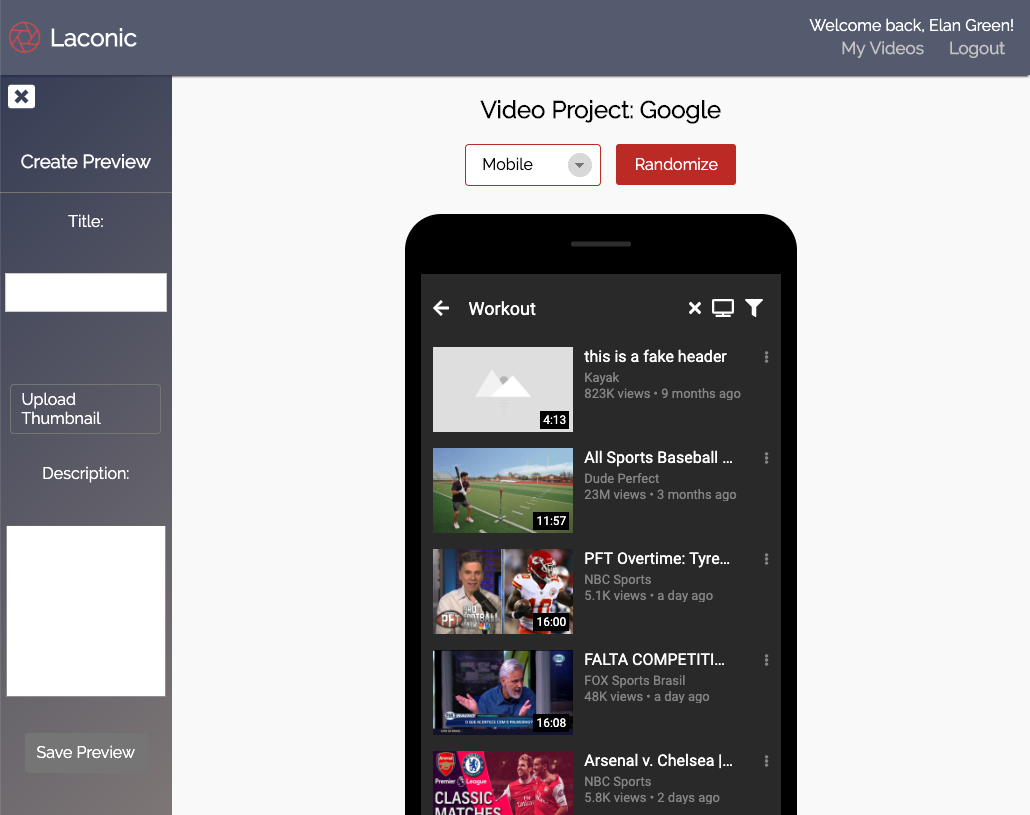 Laconic
Welcome back, Elan Green!
My Videos
Logout
Create Preview
Title:
Upload
Thumbnail
Description:
Save Preview
Video Project: Google
Mobile
Randomize
Workout
this is a fake header
Kayak
823K views • 9 months ago
4:13
All Sports Baseball ...
Dude Perfect
23M views • 3 months ago
11:57
PFT Overtime: Tyre...
NBC Sports
5.1K views • a day ago
PFT
16:00
FALTA COMPETITI...
FOX Sports Brasil
48K views • a day ago
16:08
Arsenal v. Chelsea |...
NBC Sports
5.8K views • 2 days ago
Premier League
CLASSIC
MATCHES